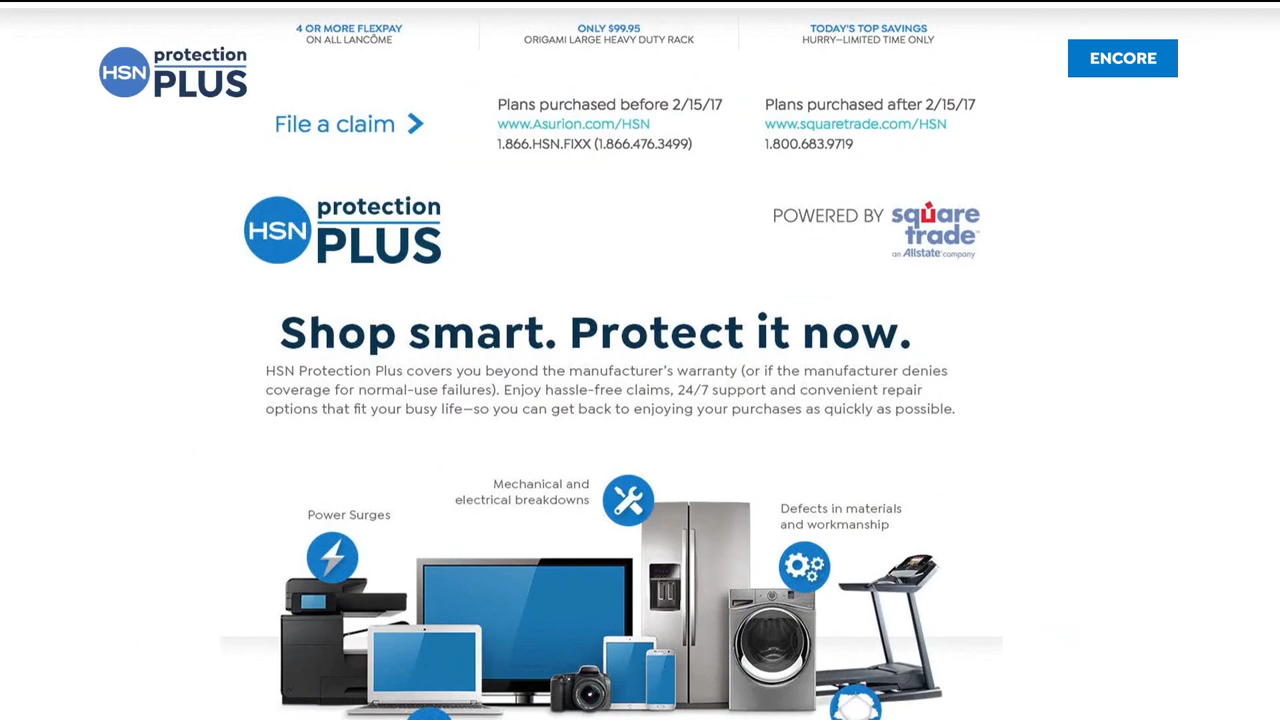 4 OR MORE FLEXPAY
ON ALL LANCÔME
ONLY $99.95
ORIGAMI LARGE HEAVY DUTY RACK
TODAY'S TOP SAVINGS
HURRY—LIMITED TIME ONLY
HSN protection PLUS
ENCORE
File a claim
Plans purchased before 2/15/17
www.Asurion.com/HSN
1.866.HSN.FIXX (1.866.476.3499)
Plans purchased after 2/15/17
www.squaretrade.com/HSN
1.800.683.9719
HSN protection PLUS
POWERED BY square trade
an Allstate company
Shop smart. Protect it now.
HSN Protection Plus covers you beyond the manufacturer's warranty (or if the manufacturer denies
coverage for normal-use failures). Enjoy hassle-free claims, 24/7 support and convenient repair
options that fit your busy life—so you can get back to enjoying your purchases as quickly as possible.
Mechanical and
electrical breakdowns
Power Surges
Defects in materials
and workmanship